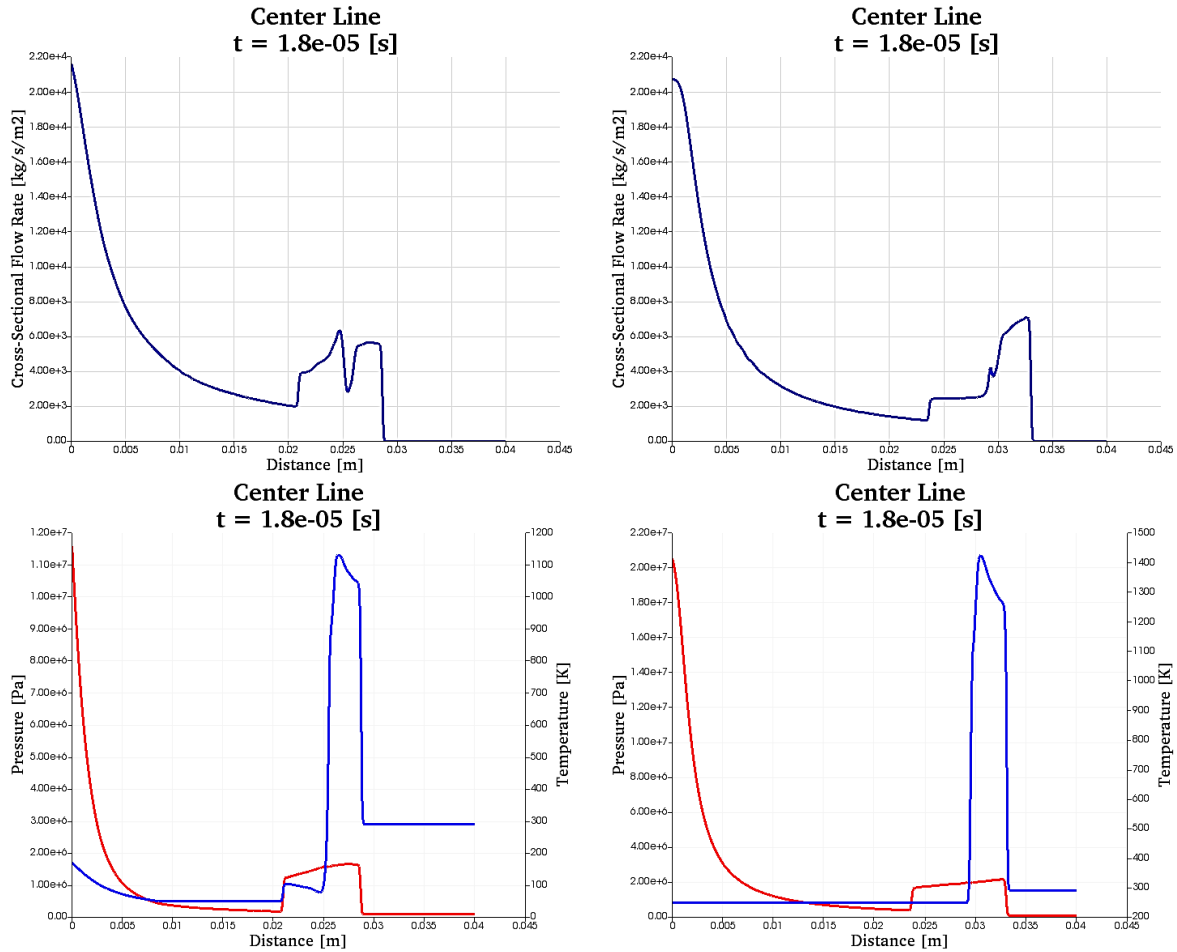 Center Line
t = 1.8e-05 [s]
Cross-Sectional Flow Rate [kg/s/m2]
2.20e+4
2.00e+4
1.80e+4
1.60e+4
1.40e+4
1.20e+4
1.00e+4
8.00e+3
6.00e+3
4.00e+3
2.00e+3
0.00
0 0.005 0.01 0.015 0.02 0.025 0.03 0.035 0.04 0.045
Distance [m]
Center Line
t = 1.8e-05 [s]
Cross-Sectional Flow Rate [kg/s/m2]
2.20e+4
2.00e+4
1.80e+4
1.60e+4
1.40e+4
1.20e+4
1.00e+4
8.00e+3
6.00e+3
4.00e+3
2.00e+3
0.00
0 0.005 0.01 0.015 0.02 0.025 0.03 0.035 0.04 0.045
Distance [m]
Center Line
t = 1.8e-05 [s]
Pressure [Pa]
1.20e+7
1.10e+7
1.00e+7
9.00e+6
8.00e+6
7.00e+6
6.00e+6
5.00e+6
4.00e+6
3.00e+6
2.00e+6
1.00e+6
0.00
0 0.005 0.01 0.015 0.02 0.025 0.03 0.035 0.04 0.045
Distance [m]
1200
1100
1000
900
800
700
600
500
400
300
200
100
0
Temperature [K]
Center Line
t = 1.8e-05 [s]
Pressure [Pa]
2.20e+7
2.00e+7
1.80e+7
1.60e+7
1.40e+7
1.20e+7
1.00e+7
8.00e+6
6.00e+6
4.00e+6
2.00e+6
0.00
0 0.005 0.01 0.015 0.02 0.025 0.03 0.035 0.04 0.045
Distance [m]
1500
1400
1300
1200
1100
1000
900
800
700
600
500
400
300
200
Temperature [K]